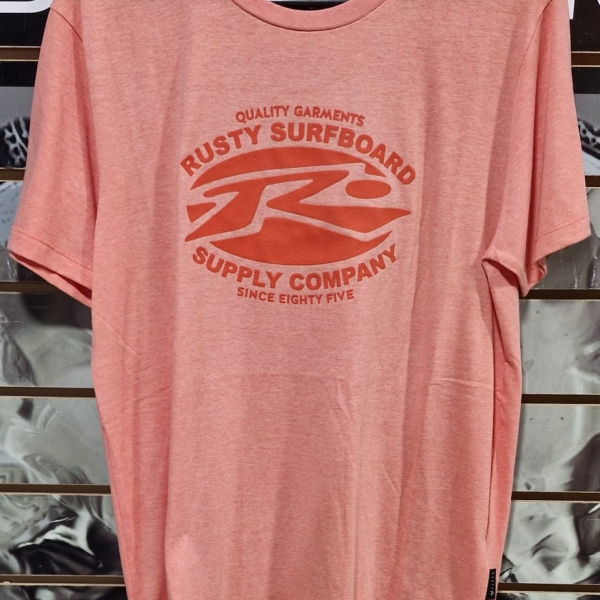 QUALITY GARMENTS
RUSTY SURFBOARD
SUPPLY COMPANY
SINCE EIGHTY FIVE